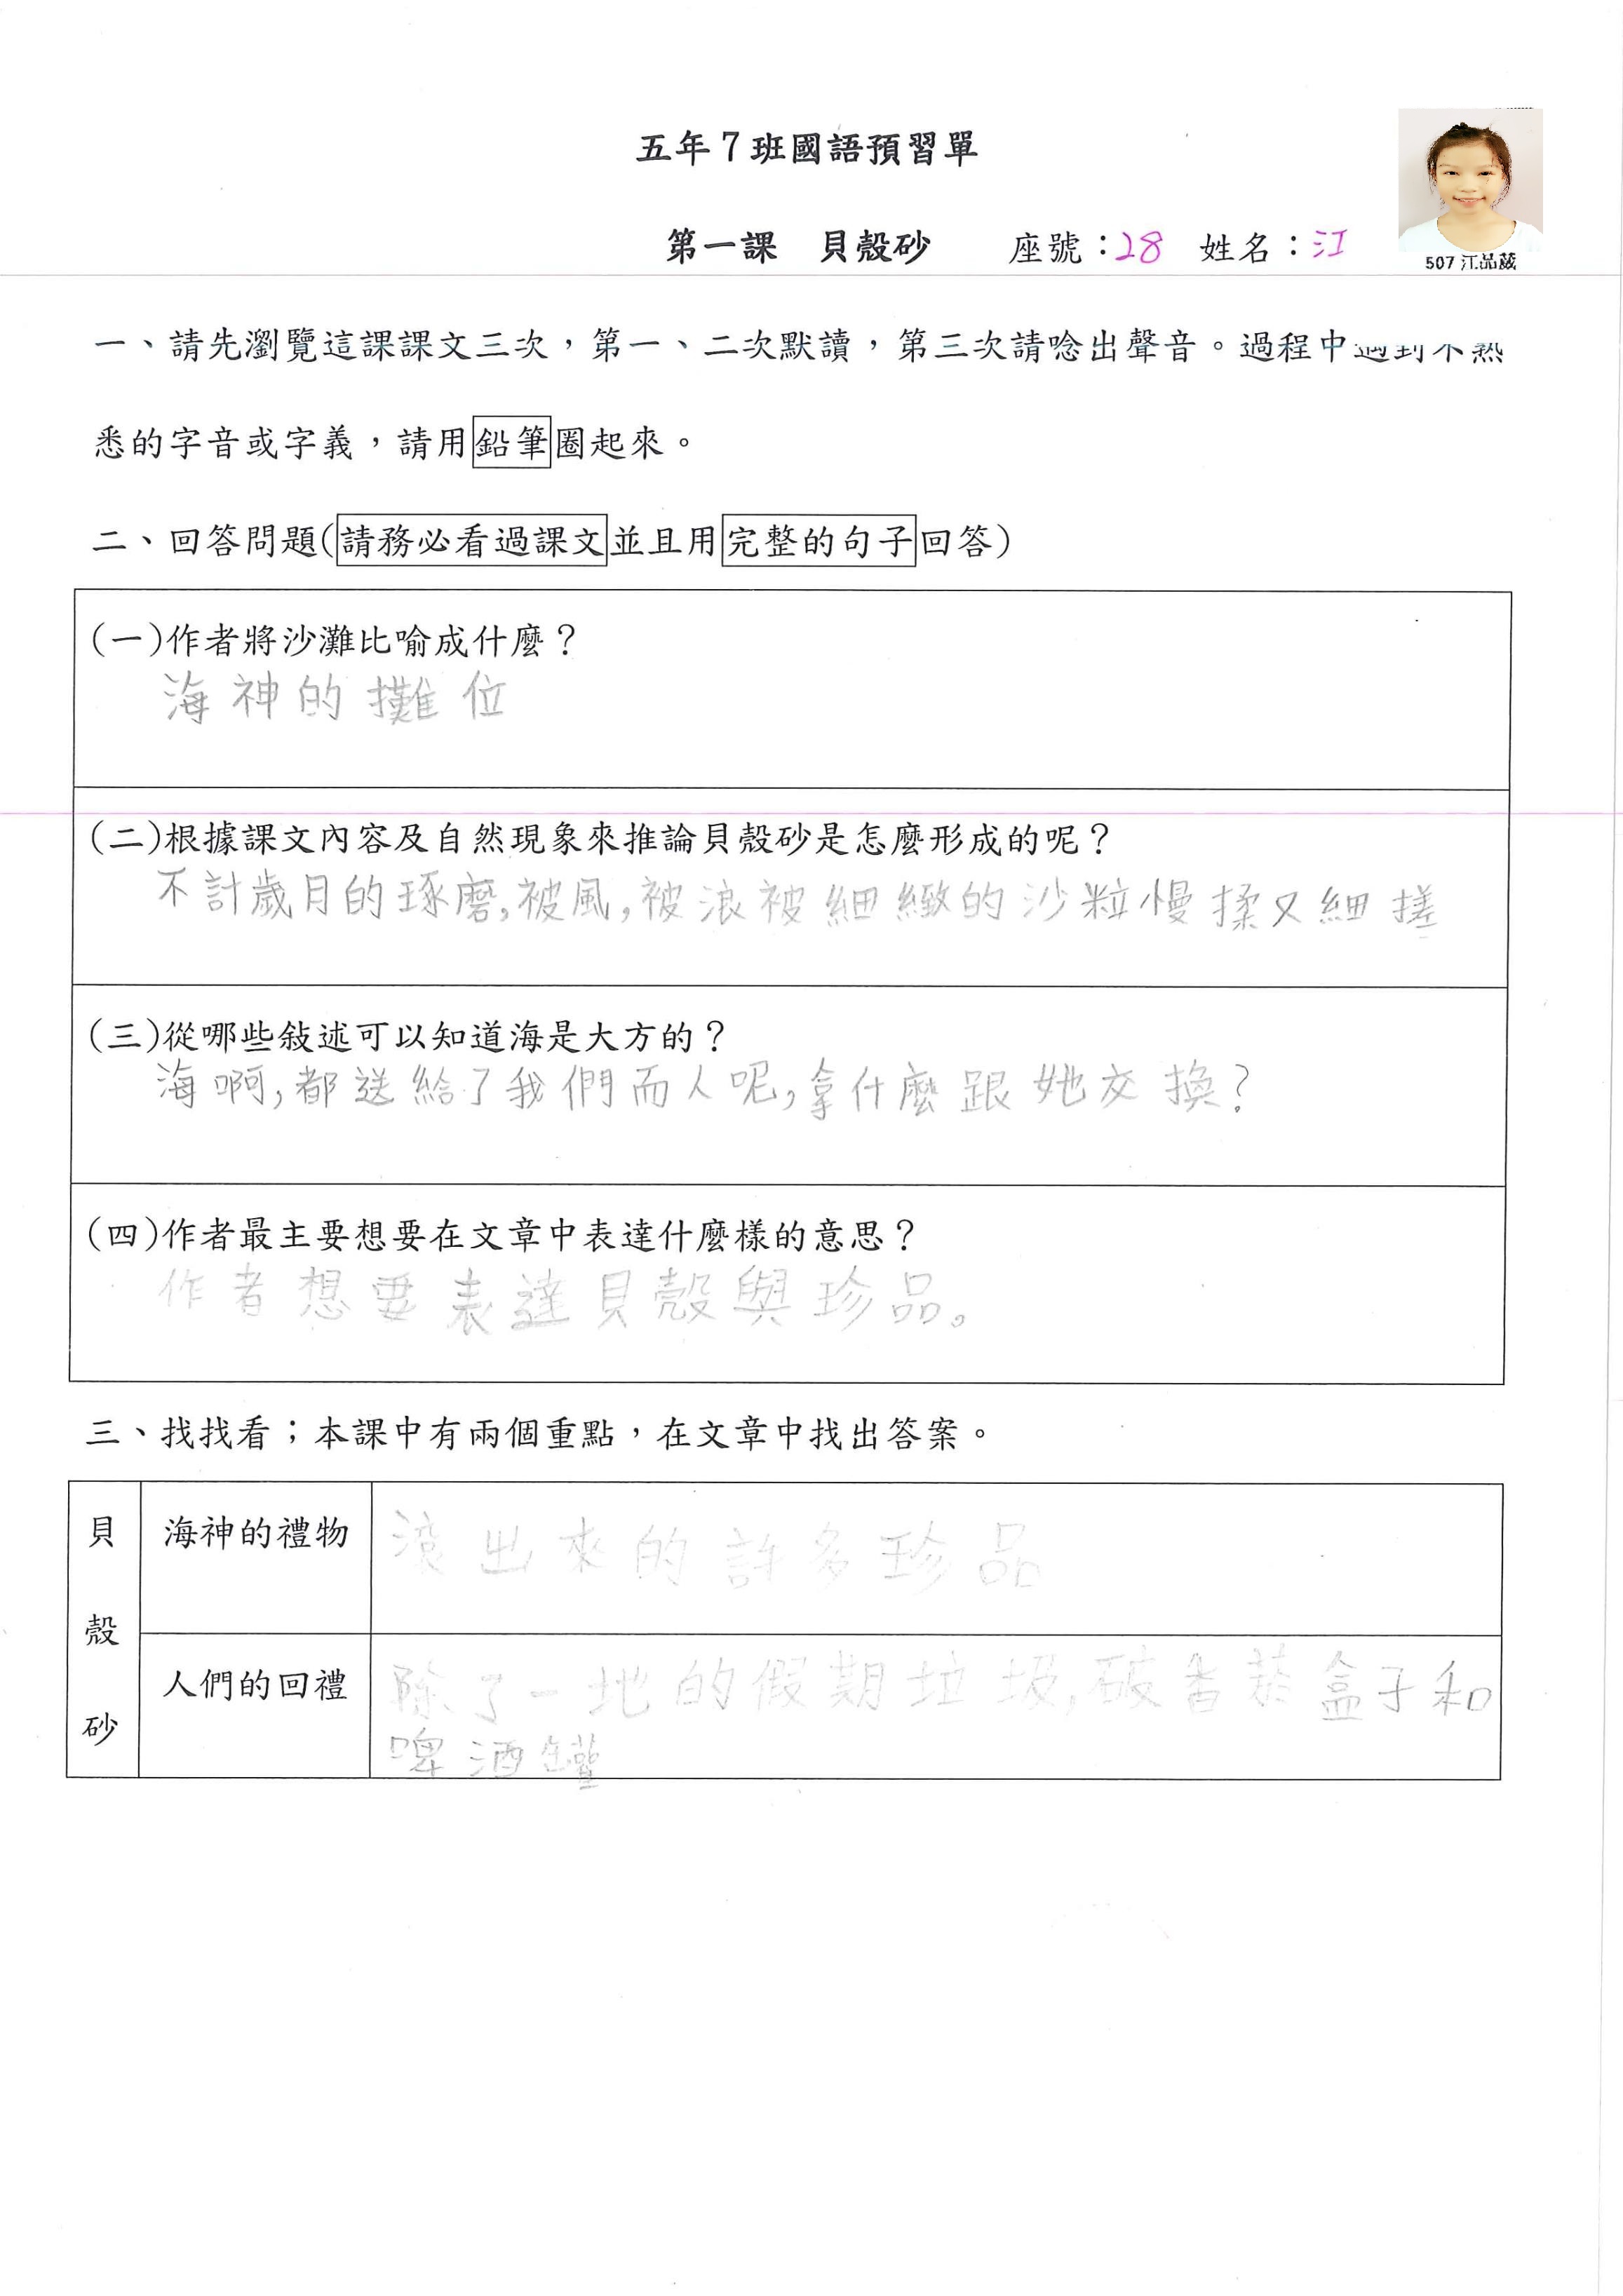 五年7班國語預習單
第一課 貝殼砂 座號：28 姓名：江
507 江品葳
一、請先瀏覽這課課文三次，第一、二次默讀，第三次請唸出聲音。過程中遇到不熟
悉的字音或字義，請用鉛筆圈起來。
二、回答問題(請務必看過課文並且用完整的句子回答)
(一)作者將沙灘比喻成什麼？
海神的攤位
(二)根據課文內容及自然現象來推論貝殼砂是怎麼形成的呢？
不計歲月的琢磨,被風,被浪被細緻的沙粒慢揉又細搓
(三)從哪些敍述可以知道海是大方的？
海啊,都送給了我們而人呢,拿什麼跟她交換?
(四)作者最主要想要在文章中表達什麼樣的意思？
作者想要表達貝殼與珍品。
三、找找看；本課中有兩個重點，在文章中找出答案。
貝殼砂
海神的禮物
滾出來的許多珍品
人們的回禮
除了一地的假期垃圾,破香菸盒子和
啤酒罐